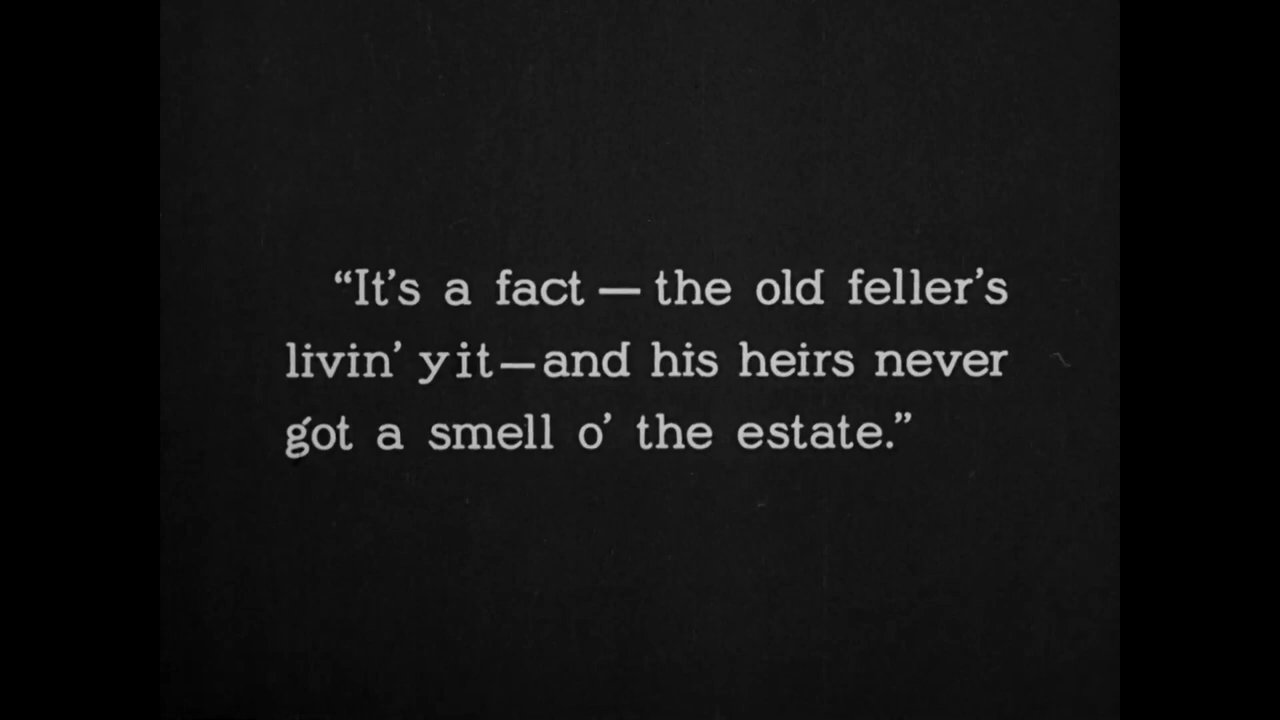 “It’s a fact — the old feller’s
livin’ yit—and his heirs never
got a smell o’ the estate.”